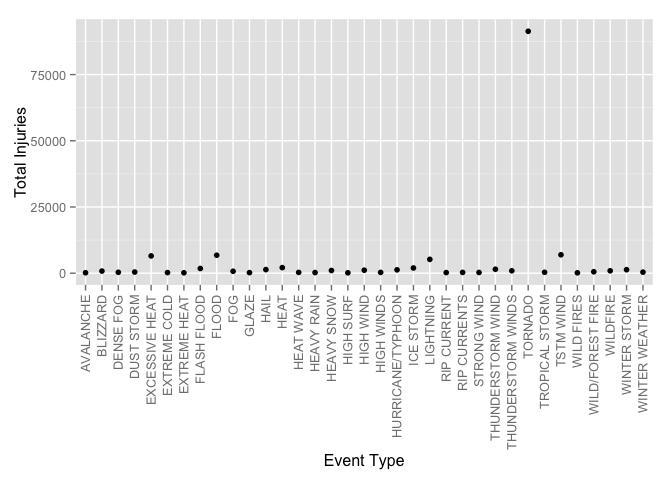 75000
50000
25000
0
Total Injuries
AVALANCHE
BLIZZARD
DENSE FOG
DUST STORM
EXCESSIVE HEAT
EXTREME COLD
EXTREME HEAT
FLASH FLOOD
FLOOD
FOG
GLAZE
HAIL
HEAT
HEAT WAVE
HEAVY RAIN
HEAVY SNOW
HIGH SURF
HIGH WIND
HIGH WINDS
HURRICANE/TYPHOON
ICE STORM
LIGHTNING
RIP CURRENT
RIP CURRENTS
STRONG WIND
THUNDERSTORM WIND
THUNDERSTORM WINDS
TORNADO
TROPICAL STORM
TSTM WIND
WILD FIRES
WILD/FOREST FIRE
WILDFIRE
WINTER STORM
WINTER WEATHER
Event Type